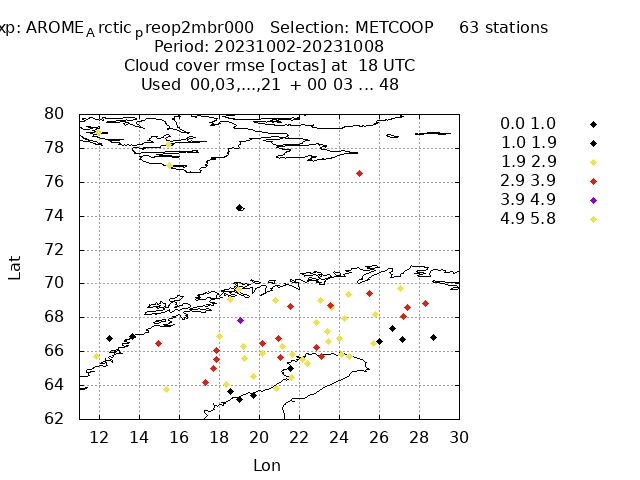 xp: AROME_Arctic_preop2mbr000 Selection: METCOOP 63 stations
Period: 20231002-20231008
Cloud cover rmse [octas] at 18 UTC
Used 00,03,...,21 + 00 03 ... 48
0.0 1.0
1.0 1.9
1.9 2.9
2.9 3.9
3.9 4.9
4.9 5.8
80
78
76
74
72
70
68
66
64
62
Lat
12 14 16 18 20 22 24 26 28 30
Lon